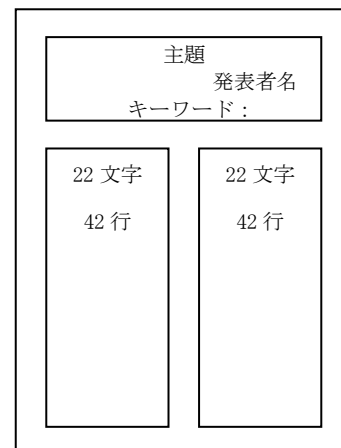 主題
発表者名
キーワード：
22 文字
42 行
22 文字
42 行